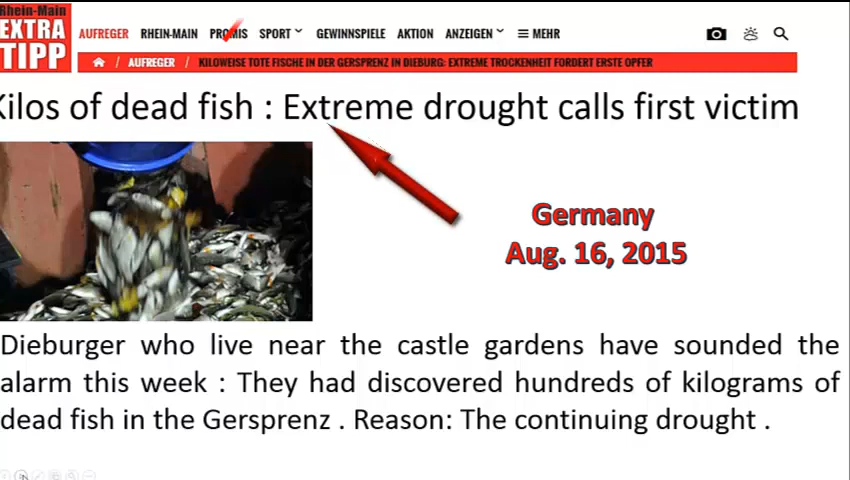 Rhein-Main
EXTRA
TIPP
AUFREGER RHEIN-MAIN PROMIS SPORT GEWINNSPIELE AKTION ANZEIGEN MEHR
AUFREGER KILOWEISE TOTE FISCHE IN DER GERSPRENZ IN DIEBURG: EXTREME TROCKENHEIT FORDERT ERSTE OPFER
Kilos of dead fish : Extreme drought calls first victim
Germany
Aug. 16, 2015
Dieburger who live near the castle gardens have sounded the
alarm this week : They had discovered hundreds of kilograms of
dead fish in the Gersprenz . Reason: The continuing drought .